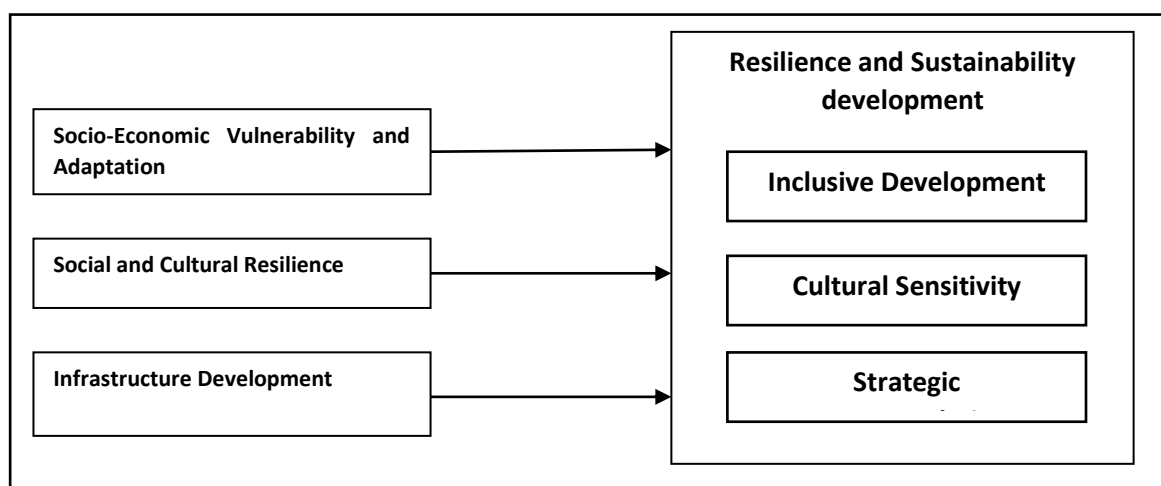 Resilience and Sustainability
development
Socio-Economic Vulnerability and
Adaptation
Inclusive Development
Social and Cultural Resilience
Cultural Sensitivity
Infrastructure Development
Strategic